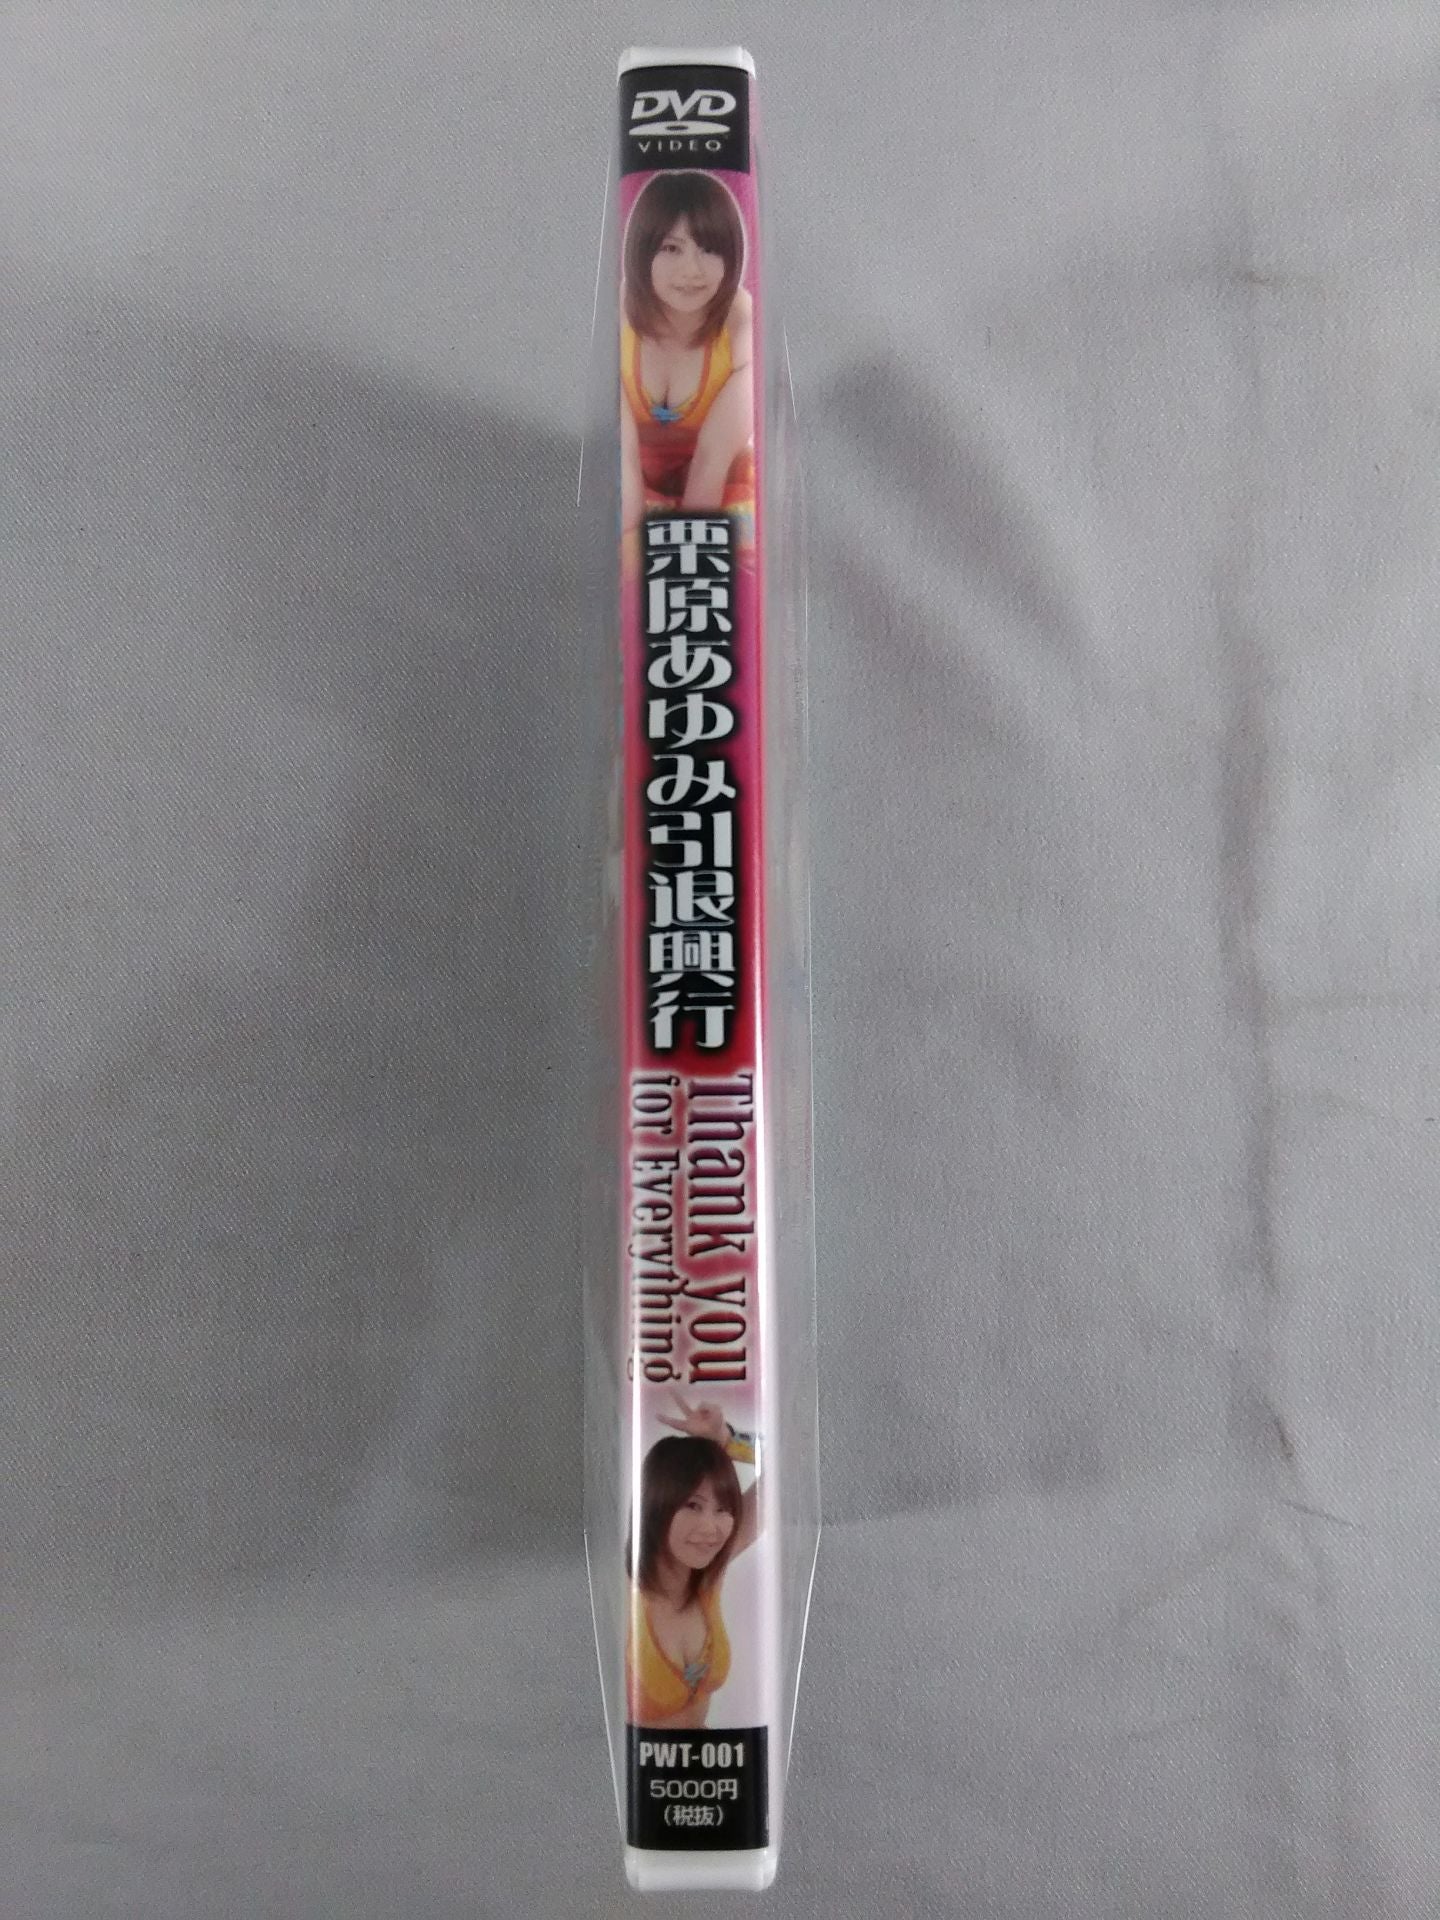 DVD
VIDEO
栗原あゆみ引退興行
Thank you
for Everything
PWT-001
5000円
(税抜)